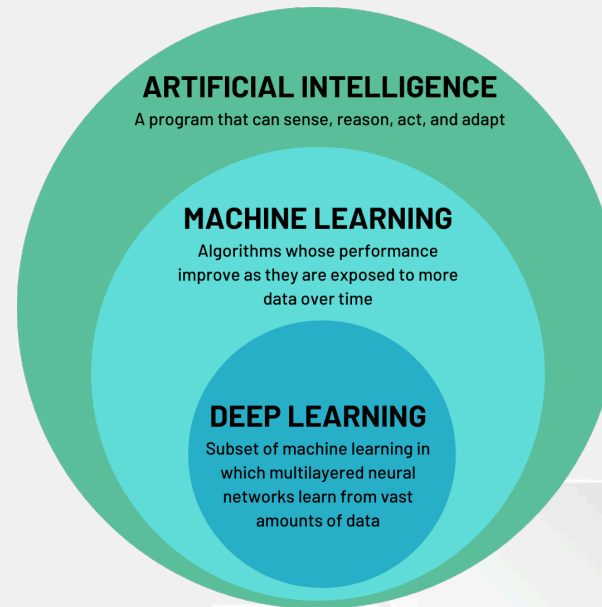 ARTIFICIAL INTELLIGENCE
A program that can sense, reason, act, and adapt
MACHINE LEARNING
Algorithms whose performance
improve as they are exposed to more
data over time
DEEP LEARNING
Subset of machine learning in
which multilayered neural
networks learn from vast
amounts of data